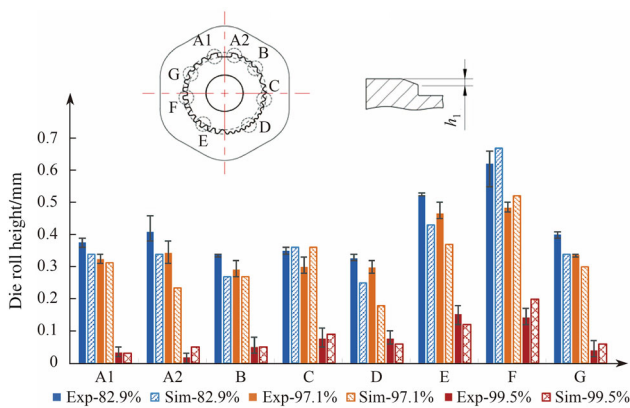 A1 A2
B
G
C
F
E
D
h1
Die roll height/mm
0.7
0.6
0.5
0.4
0.3
0.2
0.1
0
A1 A2 B C D E F G
Exp-82.9% Sim-82.9% Exp-97.1% Sim-97.1% Exp-99.5% Sim-99.5%